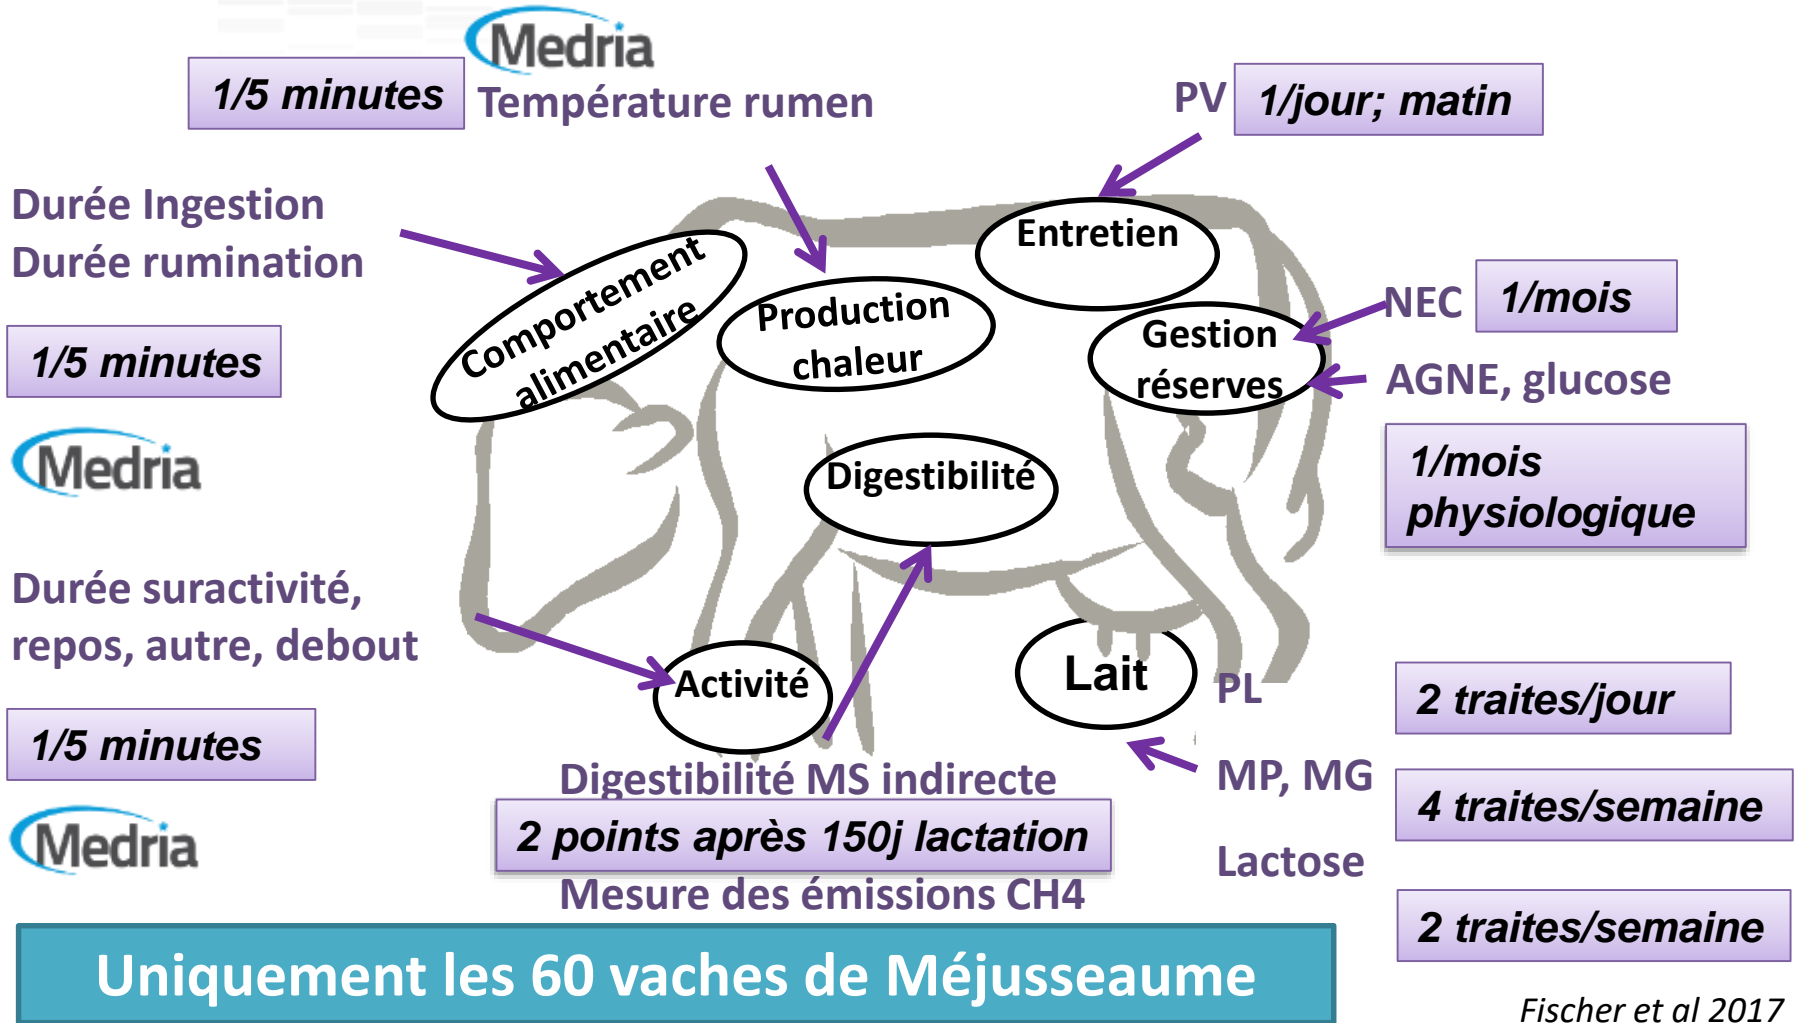 Medria
1/5 minutes
Température rumen
PV
1/jour; matin
Durée Ingestion
Durée rumination
1/5 minutes
Medria
Comportement
alimentaire
Production
chaleur
Entretien
Gestion
réserves
NEC
1/mois
AGNE, glucose
1/mois
physiologique
Digestibilité
Durée suractivité,
repos, autre, debout
1/5 minutes
Medria
Activité
Lait
PL
2 traites/jour
MP, MG
4 traites/semaine
Lactose
2 traites/semaine
Digestibilité MS indirecte
2 points après 150j lactation
Mesure des émissions CH4
Uniquement les 60 vaches de Méjusseaume
Fischer et al 2017